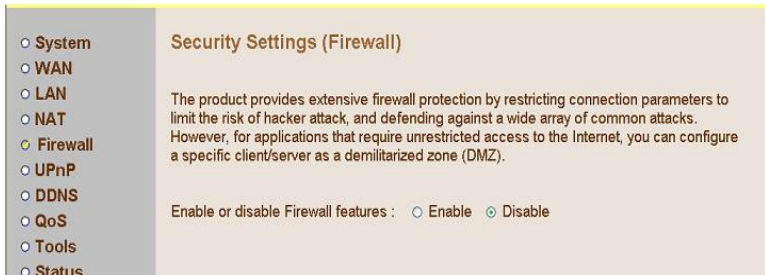 System
WAN
LAN
NAT
Firewall
UPnP
DDNS
QoS
Tools
Status
Security Settings (Firewall)
The product provides extensive firewall protection by restricting connection parameters to
limit the risk of hacker attack, and defending against a wide array of common attacks.
However, for applications that require unrestricted access to the Internet, you can configure
a specific client/server as a demilitarized zone (DMZ).
Enable or disable Firewall features : Enable Disable